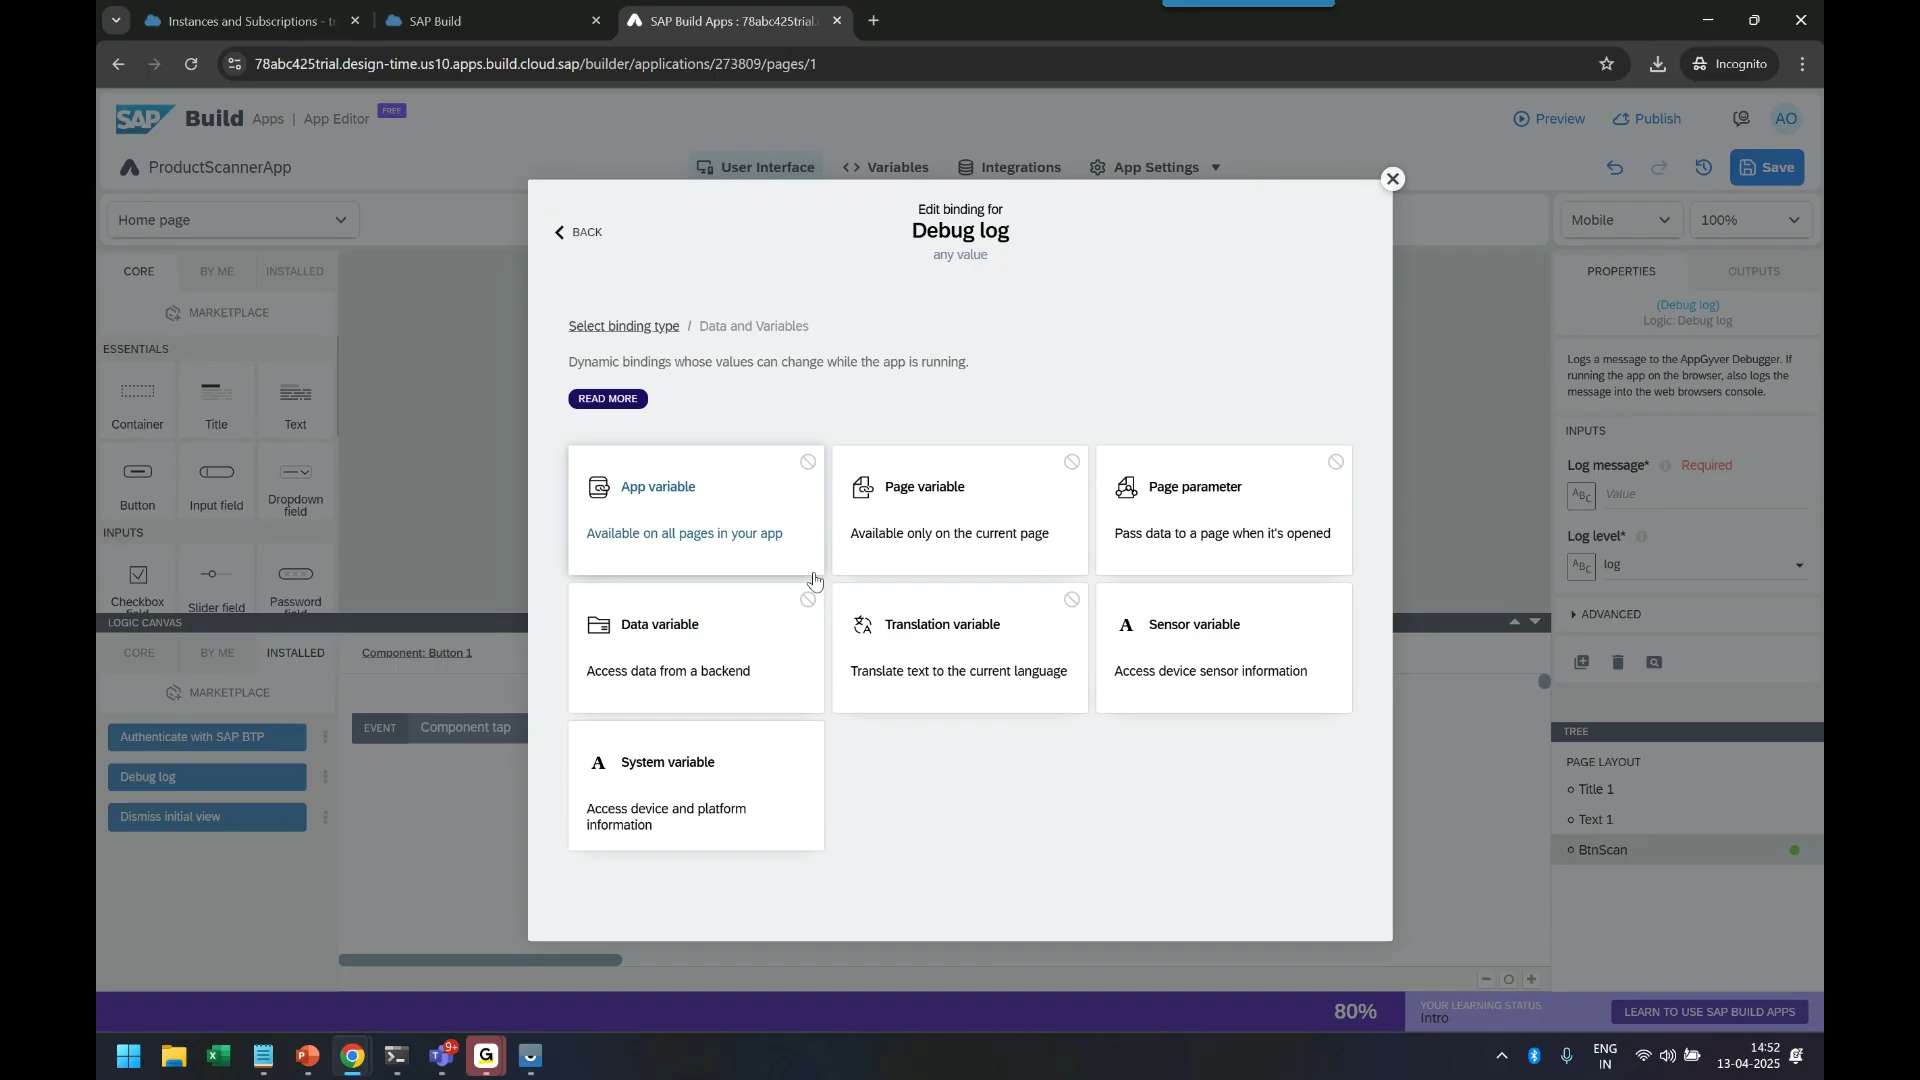 Instances and Subscriptions - tr
SAP Build
SAP Build Apps : 78abc425trial.
78abc425trial.design-time.us10.apps.build.cloud.sap/builder/applications/273809/pages/1
Incognito
SAP Build Apps | App Editor FREE
Preview
Publish
AO
ProductScannerApp
User Interface
Variables
Integrations
App Settings
Save
Home page
Mobile
100%
CORE
BY ME
INSTALLED
MARKETPLACE
ESSENTIALS
Container
Title
Text
Button
Input field
Dropdown
field
INPUTS
Checkbox
field
Slider field
Password
field
Edit binding for
BACK
Debug log
any value
Select binding type / Data and Variables
Dynamic bindings whose values can change while the app is running.
READ MORE
App variable
Available on all pages in your app
Page variable
Available only on the current page
Page parameter
Pass data to a page when it's opened
Data variable
Access data from a backend
Translation variable
Translate text to the current language
Sensor variable
Access device sensor information
System variable
Access device and platform
information
PROPERTIES
OUTPUTS
(Debug log)
Logic: Debug log
Logs a message to the AppGyver Debugger. If
running the app on the browser, also logs the
message into the web browsers console.
INPUTS
Log message* Required
ABC Value
Log level*
ABC log
ADVANCED
TREE
PAGE LAYOUT
Title 1
Text 1
BtnScan
LOGIC CANVAS
CORE
BY ME
INSTALLED
MARKETPLACE
Authenticate with SAP BTP
Debug log
Dismiss initial view
Component: Button 1
EVENT Component tap
80%
YOUR LEARNING STATUS
Intro
LEARN TO USE SAP BUILD APPS
9+
ENG
IN
14:52
13-04-2025